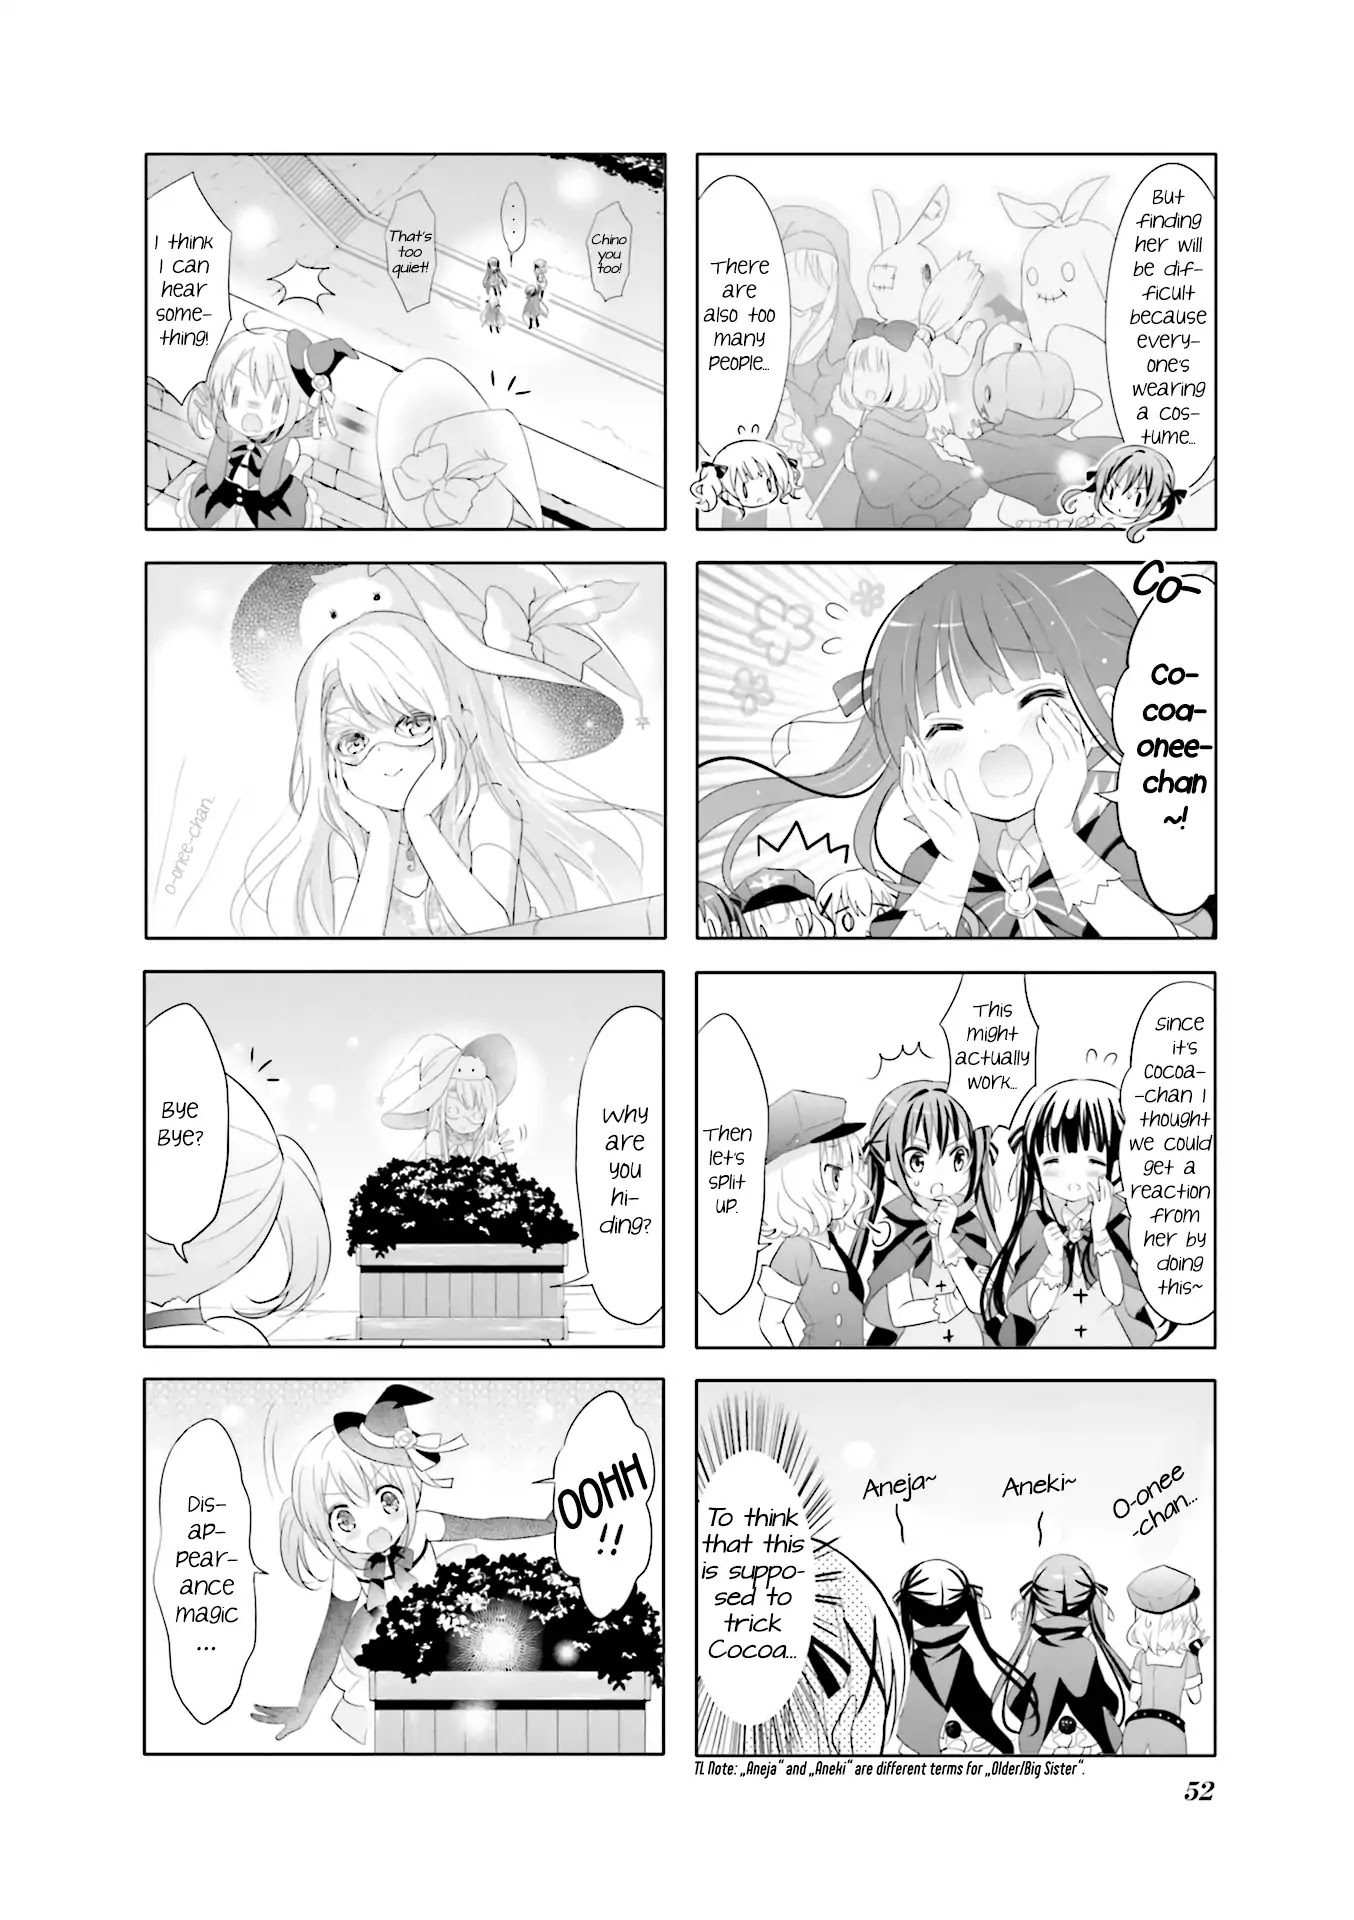 But
finding
her will
be dif-
ficult
because
every-
one's
wearing
a cos-
tume...
There
are
also too
many
people...
Co-
Co-
coa-
onee-
chan
~!
Since
it's
Cocoa-
-chan I
thought
we could
get a
reaction
from
her by
doing
this~
This
might
actually
work...
Then
let's
split
up.
O-onee
-chan...
Aneki~
Aneja~
To think
that this
is suppo-
sed to
trick
Cocoa...
TL Note: „Aneja“ and „Aneki“ are different terms for „Older/Big Sister“.
Chino
you
too!
...
That's
too
quiet!
I think
I can
hear
some-
thing!
O-onee-chan...
Why
are
you
hi-
ding?
Bye
Bye?
OOHH
!!
Dis-
ap-
pear-
ance
magic
...
52